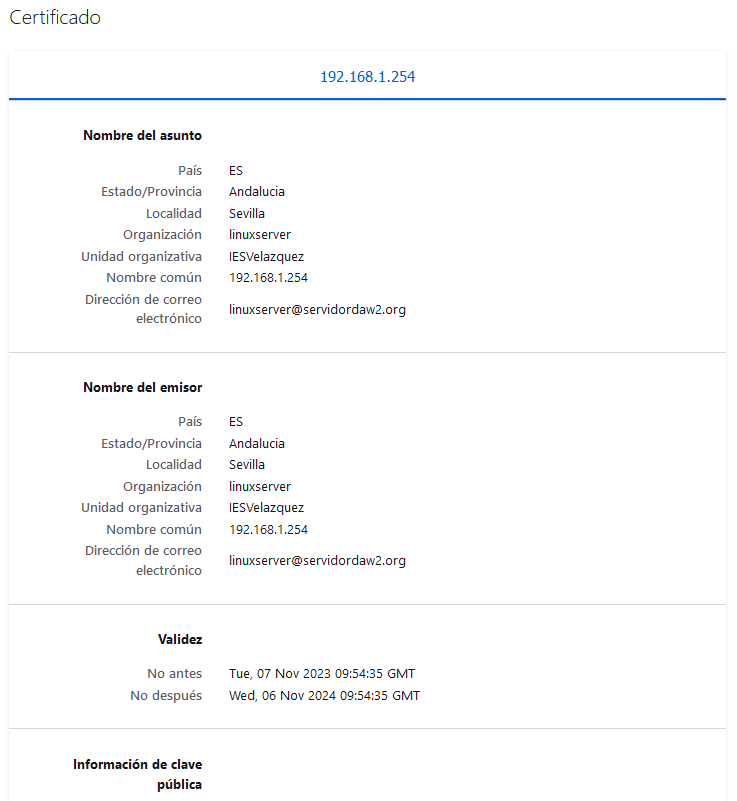 Certificado
192.168.1.254
Nombre del asunto
País ES
Estado/Provincia Andalucia
Localidad Sevilla
Organización linuxserver
Unidad organizativa IESVelazquez
Nombre común 192.168.1.254
Dirección de correo
electrónico linuxserver@servidordaw2.org
Nombre del emisor
País ES
Estado/Provincia Andalucia
Localidad Sevilla
Organización linuxserver
Unidad organizativa IESVelazquez
Nombre común 192.168.1.254
Dirección de correo
electrónico linuxserver@servidordaw2.org
Validez
No antes Tue, 07 Nov 2023 09:54:35 GMT
No después Wed, 06 Nov 2024 09:54:35 GMT
Información de clave
pública